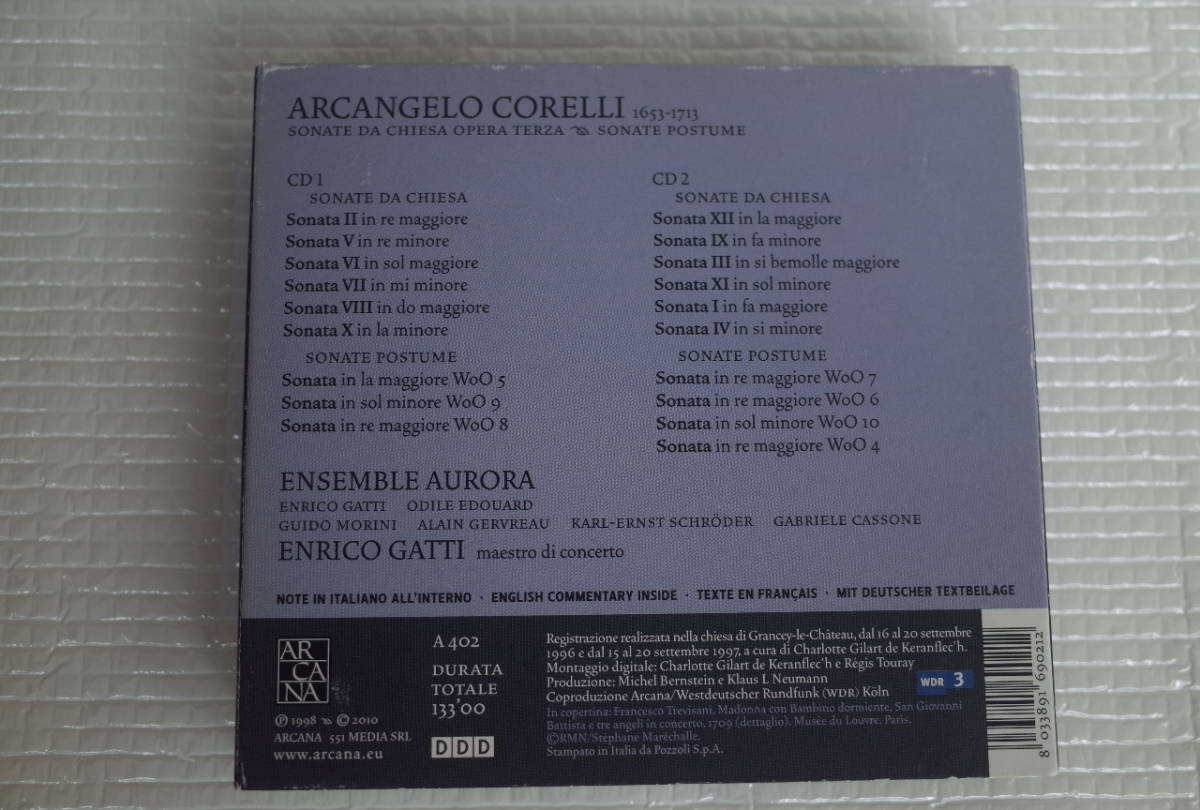 ARCANGELO CORELLI 1653-1713
SONATE DA CHIESA OPERA TERZA SONATE POSTUME
CD 1
SONATE DA CHIESA
Sonata II in re maggiore
Sonata V in re minore
Sonata VI in sol maggiore
Sonata VII in mi minore
Sonata VIII in do maggiore
Sonata X in la minore
SONATE POSTUME
Sonata in la maggiore WoO 5
Sonata in sol minore WoO 9
Sonata in re maggiore WoO 8
CD 2
SONATE DA CHIESA
Sonata XII in la maggiore
Sonata IX in fa minore
Sonata III in si bemolle maggiore
Sonata XI in sol minore
Sonata I in fa maggiore
Sonata IV in si minore
SONATE POSTUME
Sonata in re maggiore WoO 7
Sonata in re maggiore WoO 6
Sonata in sol minore WoO 10
Sonata in re maggiore WoO 4
ENSEMBLE AURORA
ENRICO GATTI ODILE EDOUARD
GUIDO MORINI ALAIN GERVREAU KARL-ERNST SCHRÖDER GABRIELE CASSONE
ENRICO GATTI maestro di concerto
NOTE IN ITALIANO ALL'INTERNO · ENGLISH COMMENTARY INSIDE · TEXTE EN FRANÇAIS · MIT DEUTSCHER TEXTBEILAGE
AR
CA
NA
℗ 1998 © 2010
ARCANA 551 MEDIA SRL
www.arcana.eu
A 402
DURATA
TOTALE
133'00
DDD
Registrazione realizzata nella chiesa di Grancey-le-Château, dal 16 al 20 settembre
1996 e dal 15 al 20 settembre 1997, a cura di Charlotte Gilart de Keranflec'h.
Montaggio digitale: Charlotte Gilart de Keranflec'h e Régis Touray
Produzione: Michel Bernstein e Klaus L Neumann
Coproduzione Arcana/Westdeutscher Rundfunk (WDR) Köln
In copertina: Francesco Trevisani, Madonna con Bambino dormiente, San Giovanni
Battista e tre angeli in concerto, 1709 (dettaglio). Musée du Louvre, Paris.
©RMN/Stéphane Maréchalle.
Stampato in Italia da Pozzoli S.p.A.
WDR 3
8 033891 690212